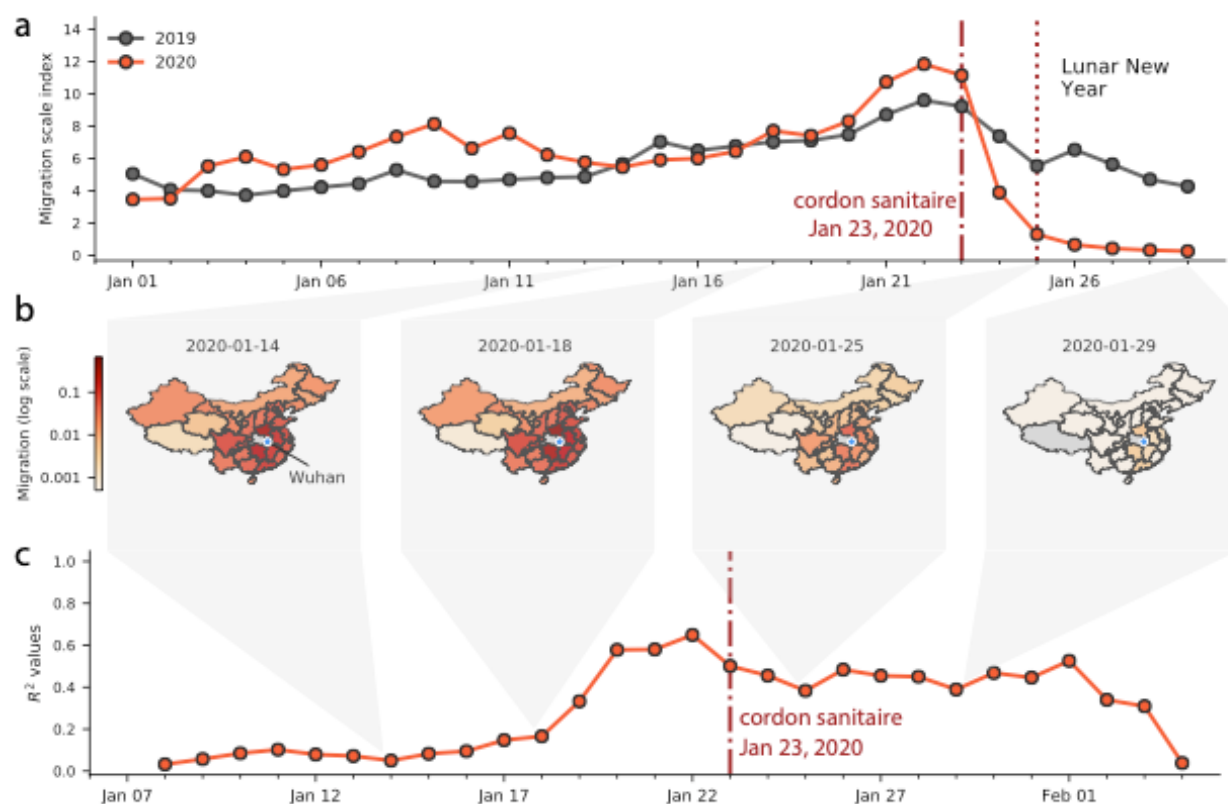 a
14
12
10
8
6
4
2
0
Migration scale index
2019
2020
Lunar New
Year
cordon sanitaire
Jan 23, 2020
Jan 01
Jan 06
Jan 11
Jan 16
Jan 21
Jan 26
b
Migration (log scale)
0.1
0.01
0.001
2020-01-14
2020-01-18
2020-01-25
2020-01-29
Wuhan
c
1.0
0.8
0.6
0.4
0.2
0.0
R² values
cordon sanitaire
Jan 23, 2020
Jan 07
Jan 12
Jan 17
Jan 22
Jan 27
Feb 01